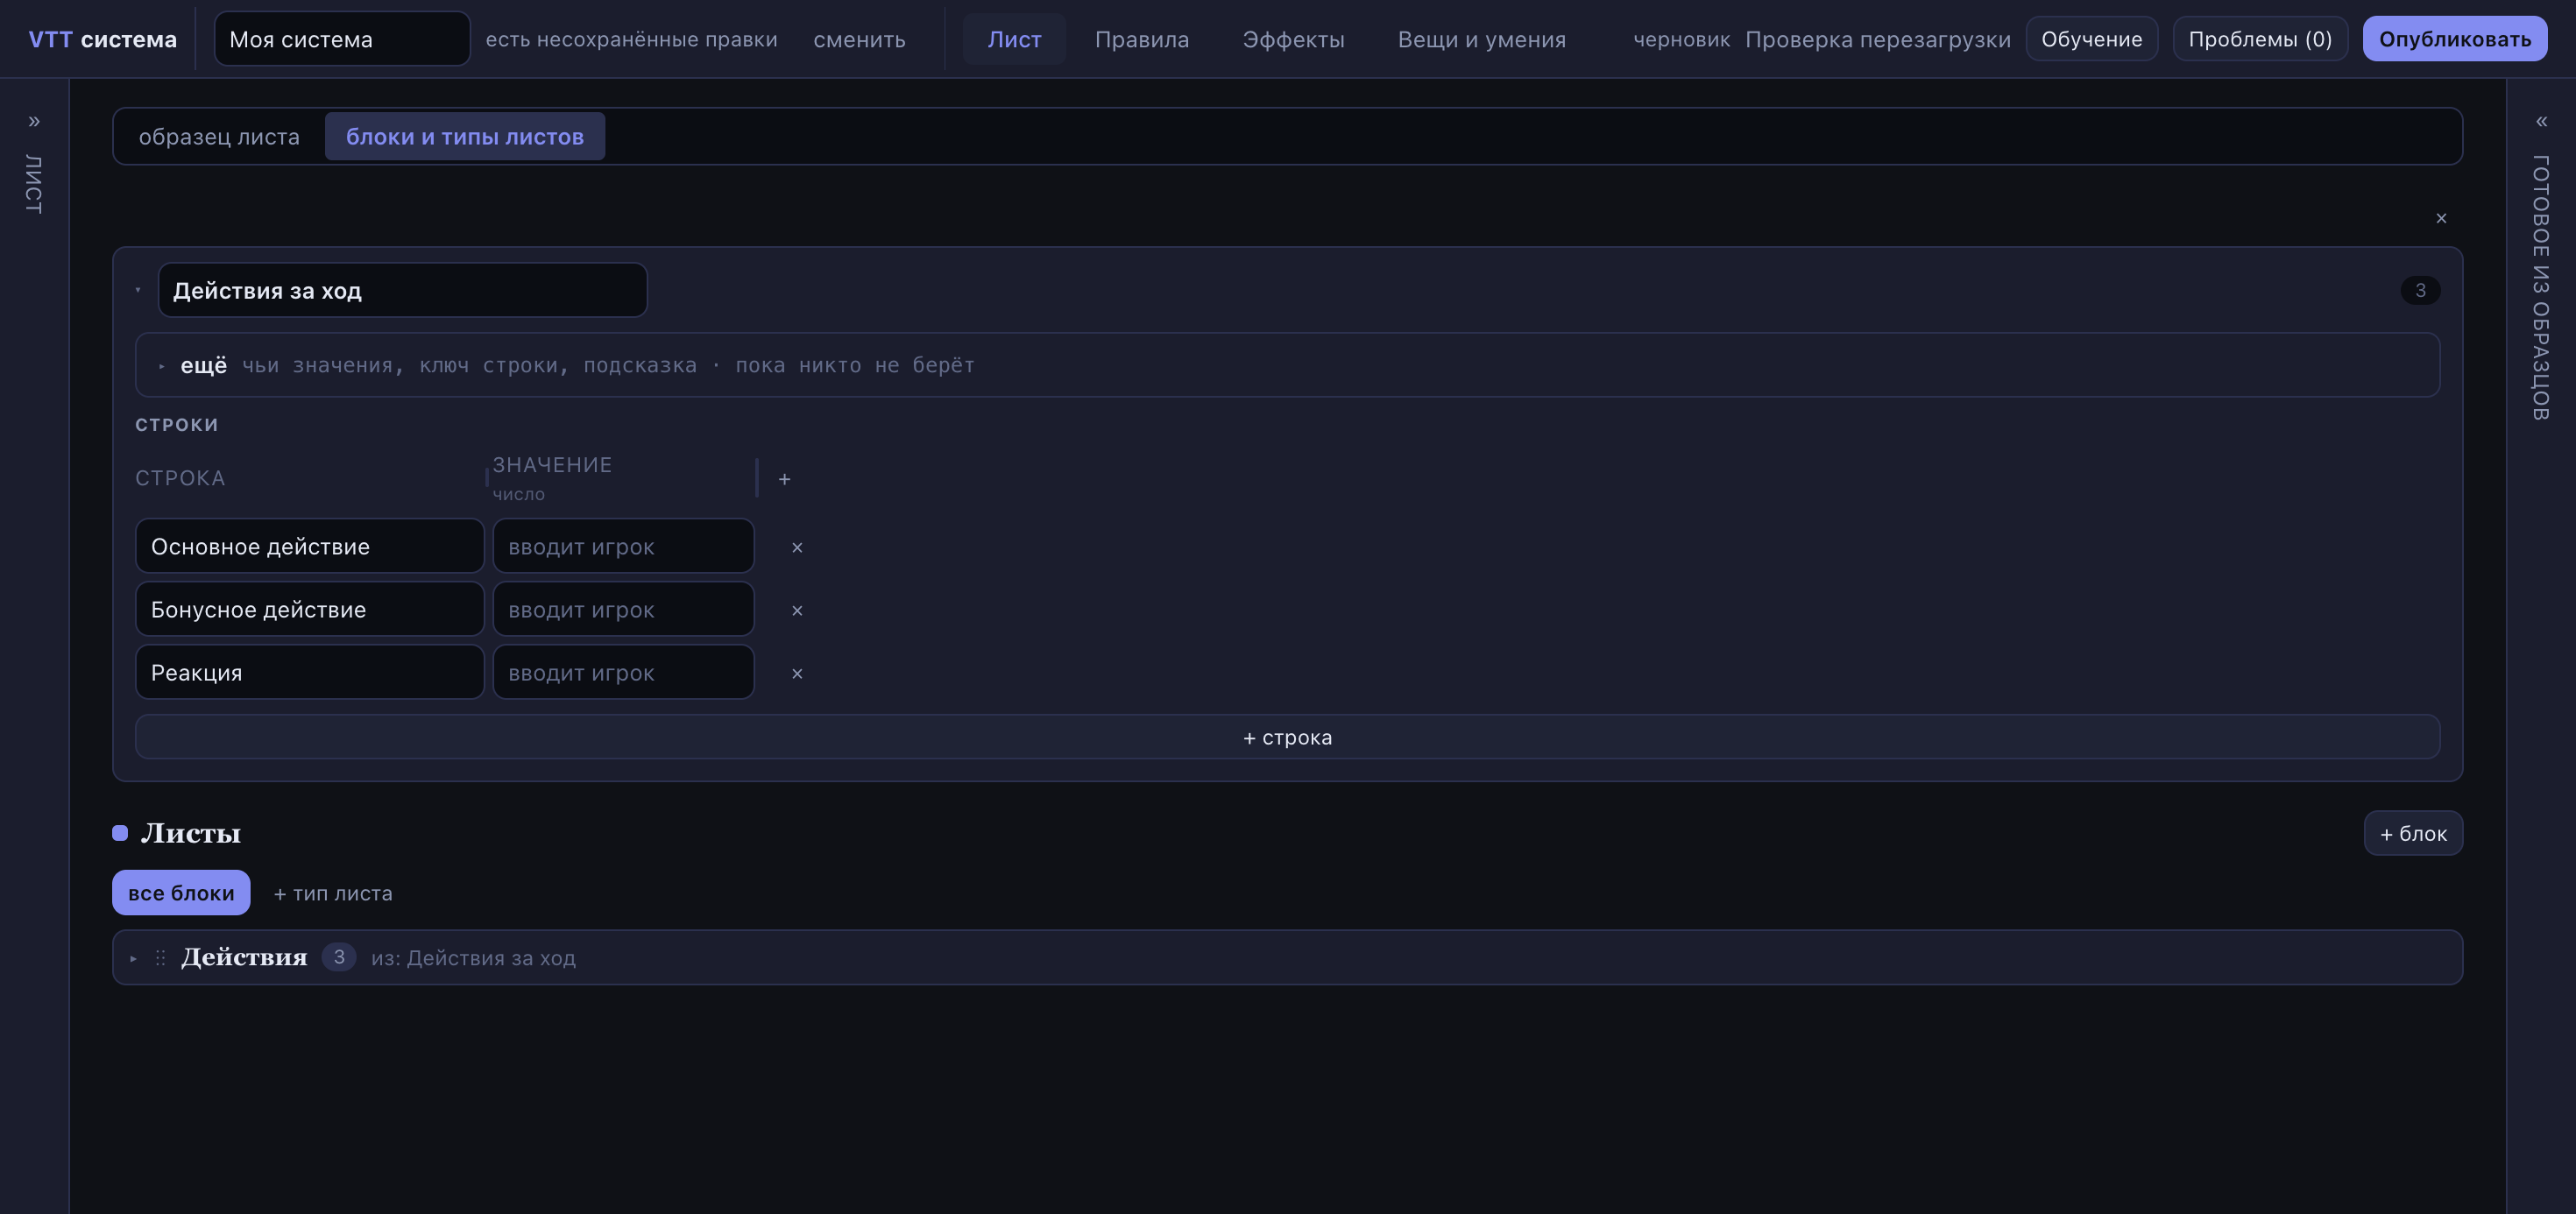 VTT система
Моя система
есть несохранённые правки
сменить
Лист
Правила
Эффекты
Вещи и умения
черновик
Проверка перезагрузки
Обучение
Проблемы (0)
Опубликовать
»
ЛИСТ
образец листа
блоки и типы листов
«
ГОТОВОЕ ИЗ ОБРАЗЦОВ
×
Действия за ход
3
ещё чьи значения, ключ строки, подсказка · пока никто не берёт
СТРОКИ
СТРОКА
ЗНАЧЕНИЕ
число
+
Основное действие
вводит игрок
×
Бонусное действие
вводит игрок
×
Реакция
вводит игрок
×
+ строка
Листы
+ блок
все блоки
+ тип листа
Действия 3 из: Действия за ход